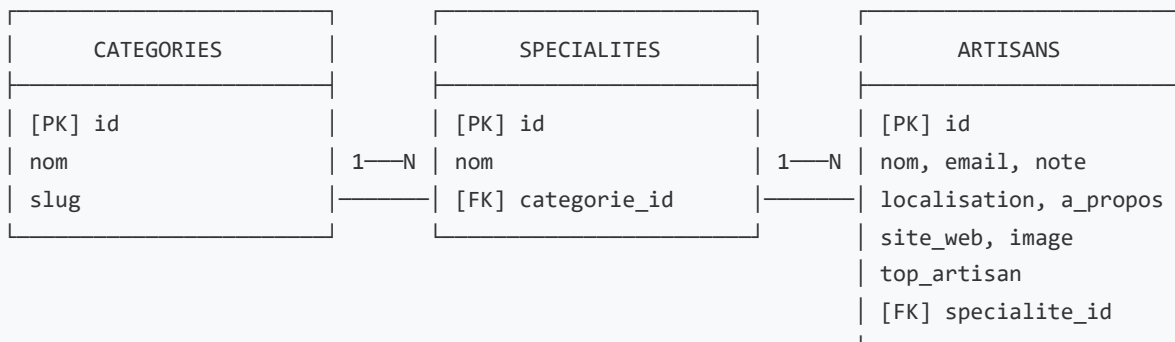 CATEGORIES
[PK] id
nom
slug
1 N
SPECIALITES
[PK] id
nom
[FK] categorie_id
1 N
ARTISANS
[PK] id
nom, email, note
localisation, a_propos
site_web, image
top_artisan
[FK] specialite_id